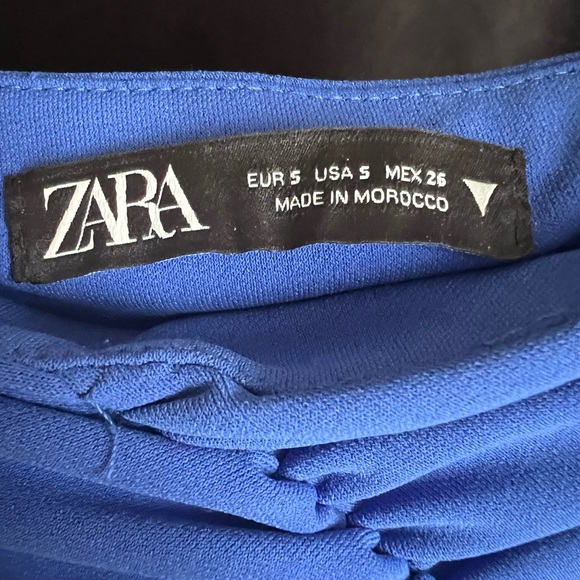 ZARA
EUR S USA S MEX 26
MADE IN MOROCCO